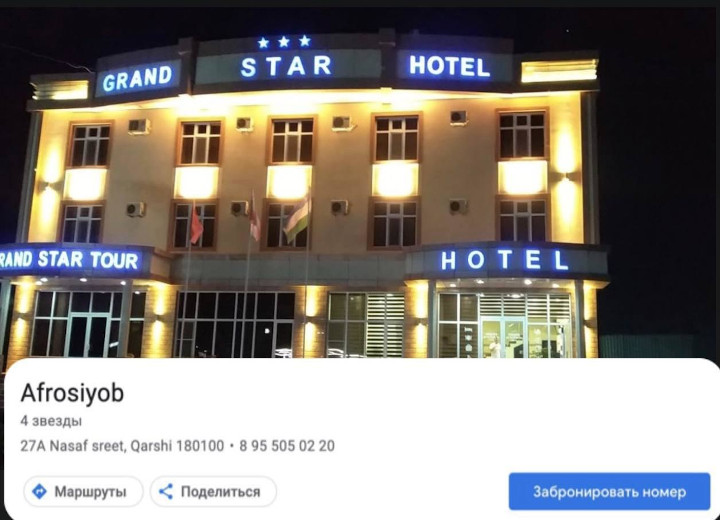 GRAND STAR HOTEL
RAND STAR TOUR
HOTEL
Afrosiyob
4 звезды
27A Nasaf sreet, Qarshi 180100 • 8 95 505 02 20
Маршруты
Поделиться
Забронировать номер